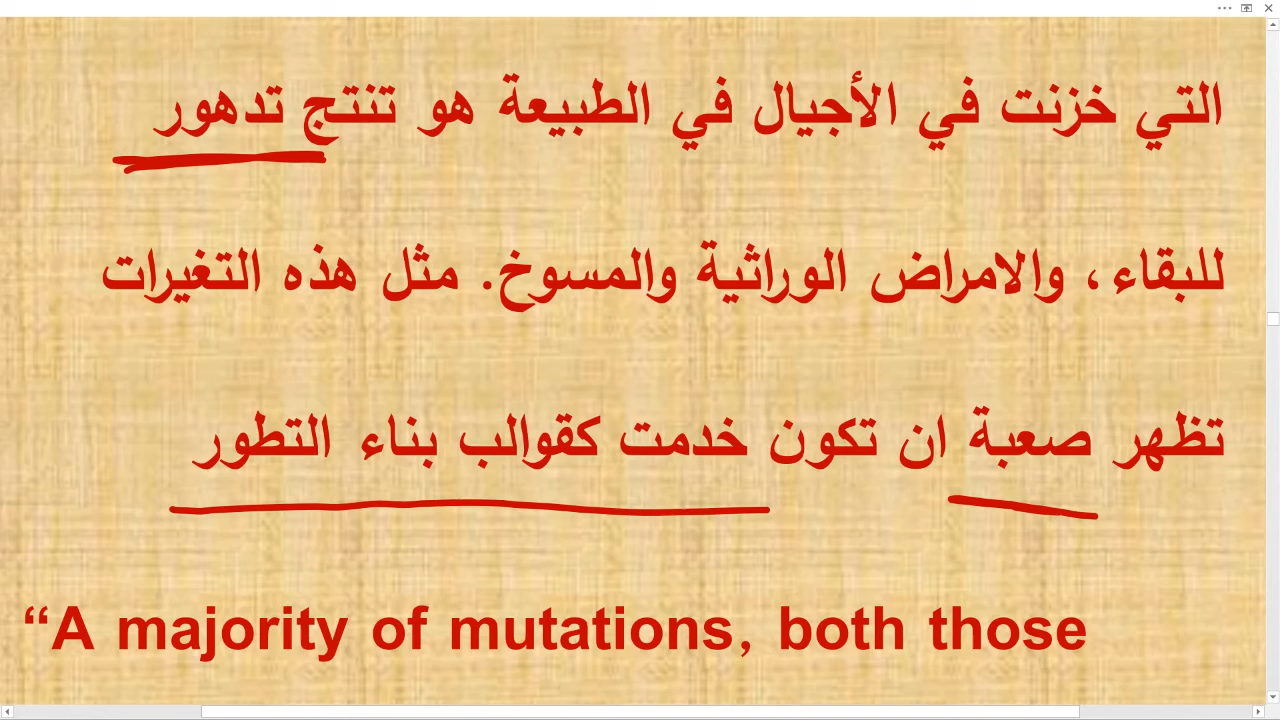 التي خزنت في الأجيال في الطبيعة هو تنتج تدهور
للبقاء، والامراض الوراثية والمسوخ. مثل هذه التغيرات
تظهر صعبة ان تكون خدمت كقوالب بناء التطور
“A majority of mutations, both those